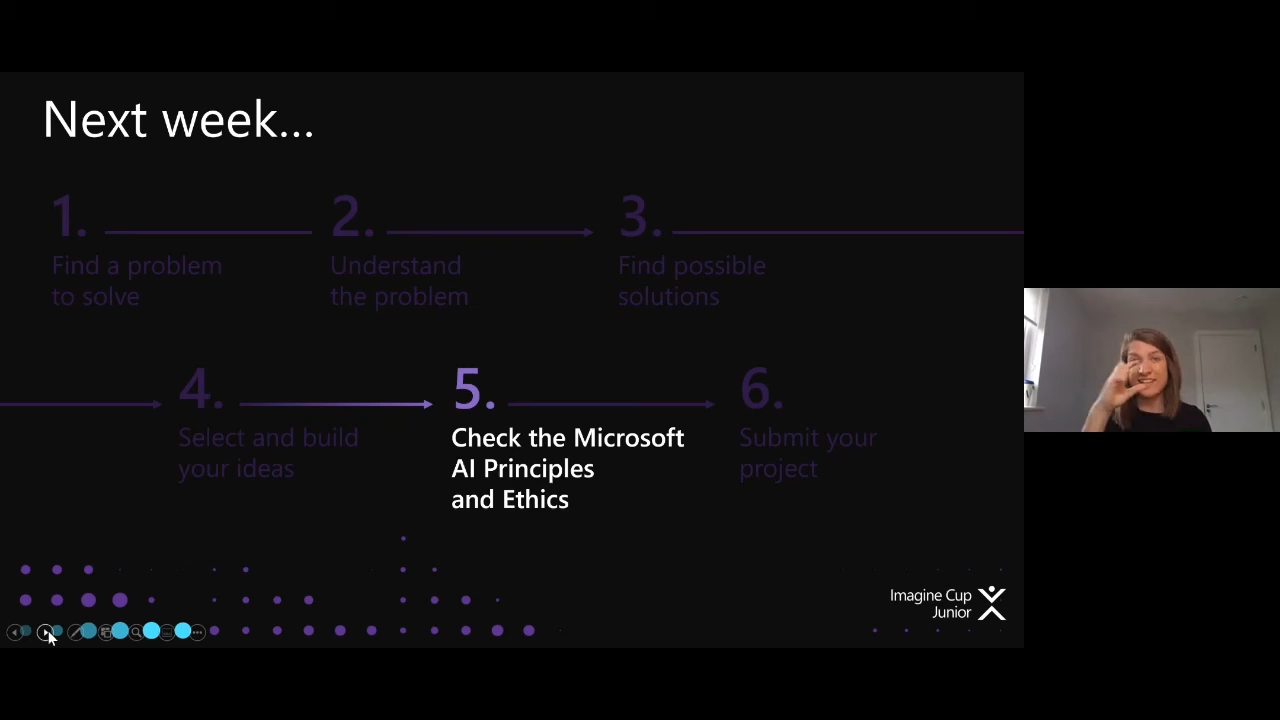 Next week...
1.
2.
3.
Find a problem
to solve
Understand
the problem
Find possible
solutions
4.
5.
6.
Select and build
your ideas
Check the Microsoft
AI Principles
and Ethics
Submit your
project
Imagine Cup
Junior